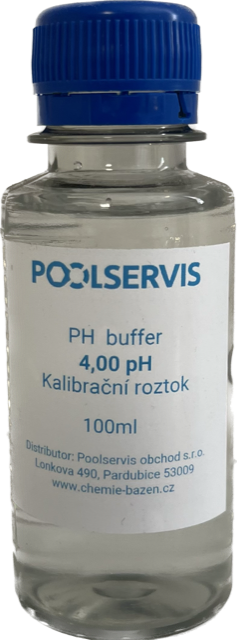 POOLSERVIS
PH buffer
4,00 pH
Kalibrační roztok
100ml
Distributor: Poolservis obchod s.r.o.
Lonkova 490, Pardubice 53009
www.chemie-bazen.cz